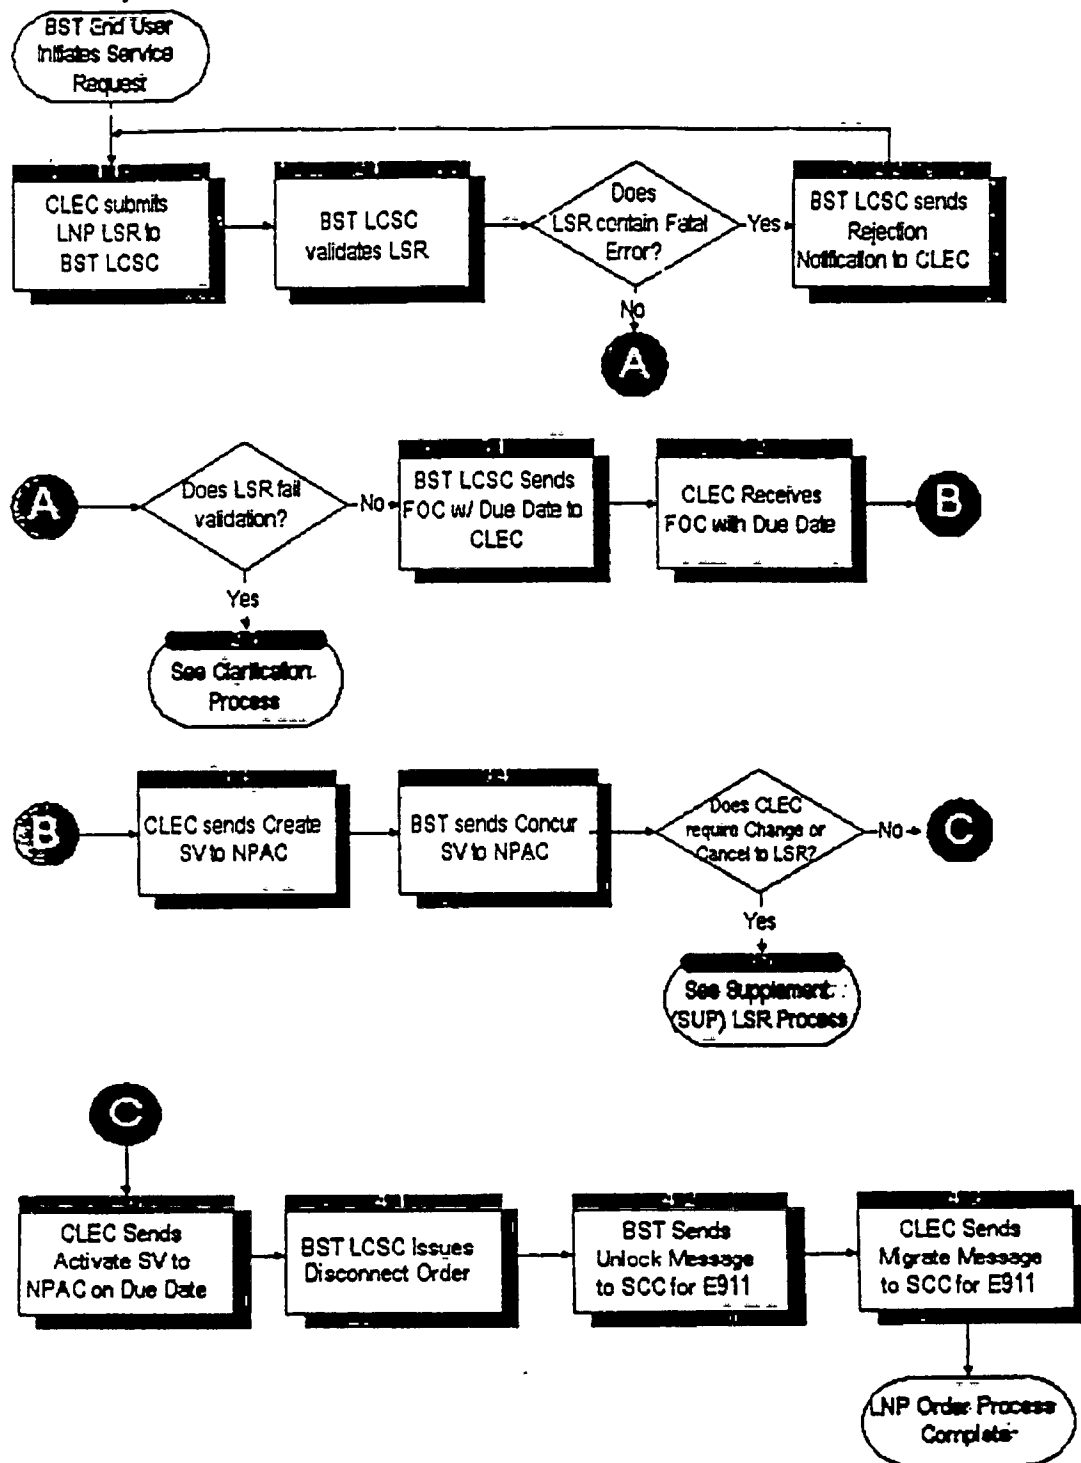 BST End User
Initiates Service
Request
CLEC submits
LNP LSR to
BST LCSC
BST LCSC
validates LSR
Does
LSR contain Fatal
Error?
Yes
BST LCSC sends
Rejection
Notification to CLEC
No
A
A
Does LSR fail
validation?
No
BST LCSC Sends
FOC w/ Due Date to
CLEC
CLEC Receives
FOC with Due Date
B
Yes
See Clarification
Process
B
CLEC sends Create
SV to NPAC
BST sends Concur
SV to NPAC
Does CLEC
require Change or
Cancel to LSR?
No
C
Yes
See Supplement
(SUP) LSR Process
C
CLEC Sends
Activate SV to
NPAC on Due Date
BST LCSC Issues
Disconnect Order
BST Sends
Unlock Message
to SCC for E911
CLEC Sends
Migrate Message
to SCC for E911
LNP Order Process
Complete